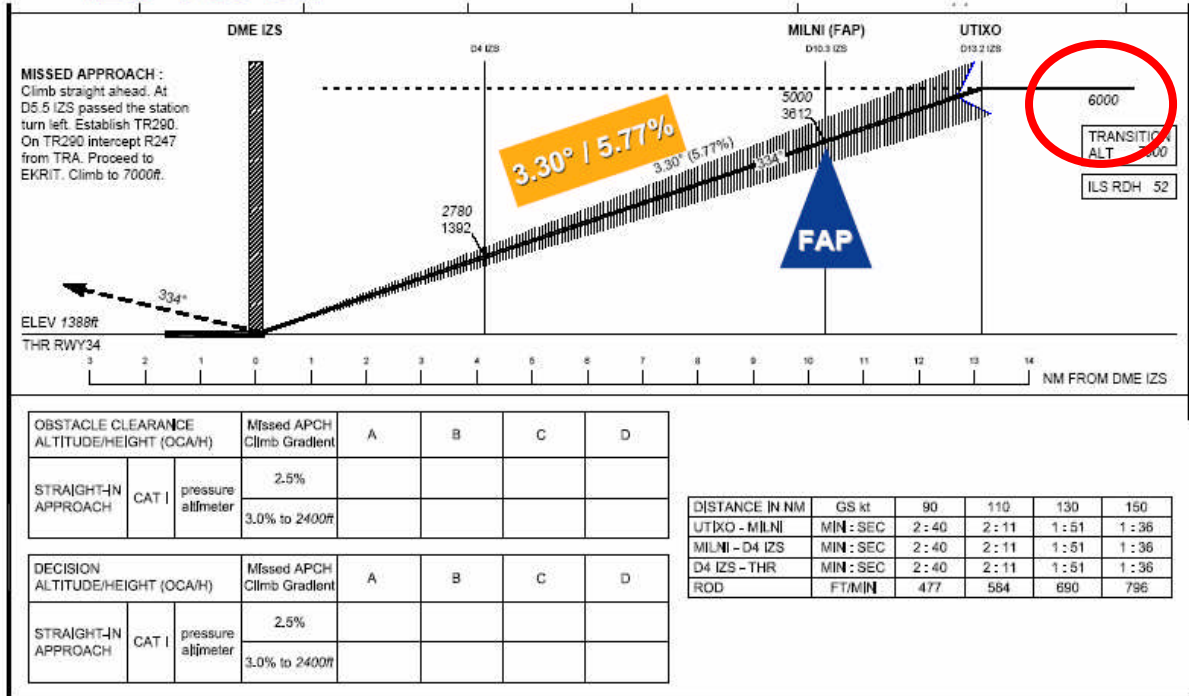 DME IZS
MILNI (FAP)
UTIXO
D4 IZS
D10.3 IZS
D13.2 IZS
MISSED APPROACH :
Climb straight ahead. At
D5.5 IZS passed the station
turn left. Establish TR290.
On TR290 intercept R247
from TRA. Proceed to
EKRIT. Climb to 7000ft.
5000
3612
6000
TRANSITION
ALT 7000
ILS RDH 52
3.30° / 5.77%
3.30° (5.77%)
334°
2780
1392
FAP
334°
ELEV 1388ft
THR RWY34
3 2 1 0 1 2 3 4 5 6 7 8 9 10 11 12 13 14
NM FROM DME IZS
OBSTACLE CLEARANCE
ALTITUDE/HEIGHT (OCA/H)
Missed APCH
Climb Gradient
A B C D
STRAIGHT-IN
APPROACH
CAT I
pressure
altimeter
2.5%
3.0% to 2400ft
DECISION
ALTITUDE/HEIGHT (OCA/H)
Missed APCH
Climb Gradient
A B C D
STRAIGHT-IN
APPROACH
CAT I
pressure
altimeter
2.5%
3.0% to 2400ft
DISTANCE IN NM GS kt 90 110 130 150
UTIXO - MILNI MIN : SEC 2 : 40 2 : 11 1 : 51 1 : 36
MILNI - D4 IZS MIN : SEC 2 : 40 2 : 11 1 : 51 1 : 36
D4 IZS - THR MIN : SEC 2 : 40 2 : 11 1 : 51 1 : 36
ROD FT/MIN 477 584 690 796